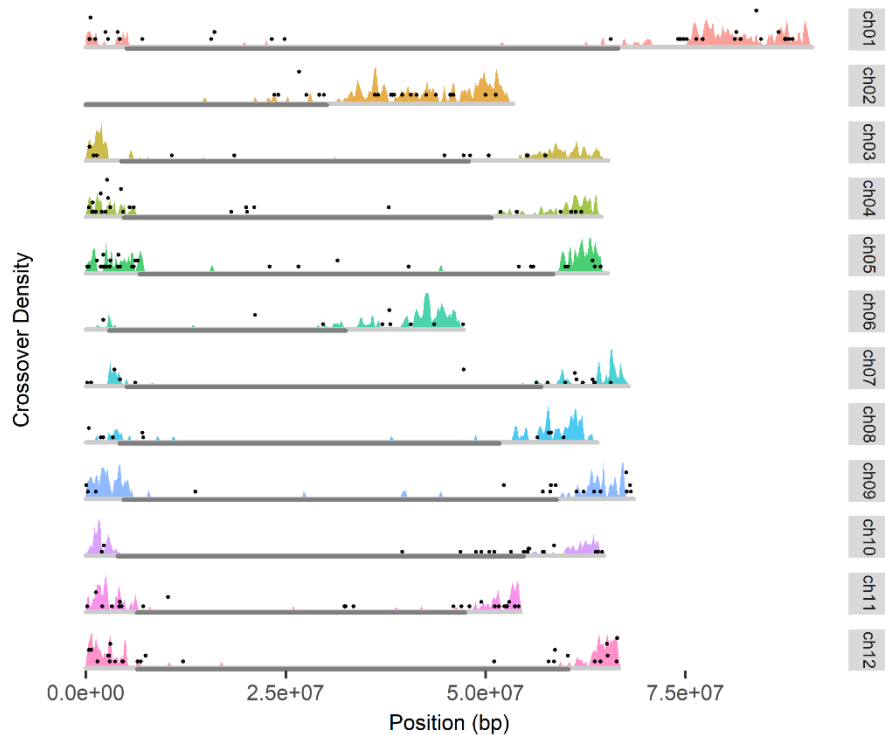 ch01
ch02
ch03
ch04
ch05
ch06
ch07
ch08
ch09
ch10
ch11
ch12
Crossover Density
0.0e+00 2.5e+07 5.0e+07 7.5e+07
Position (bp)